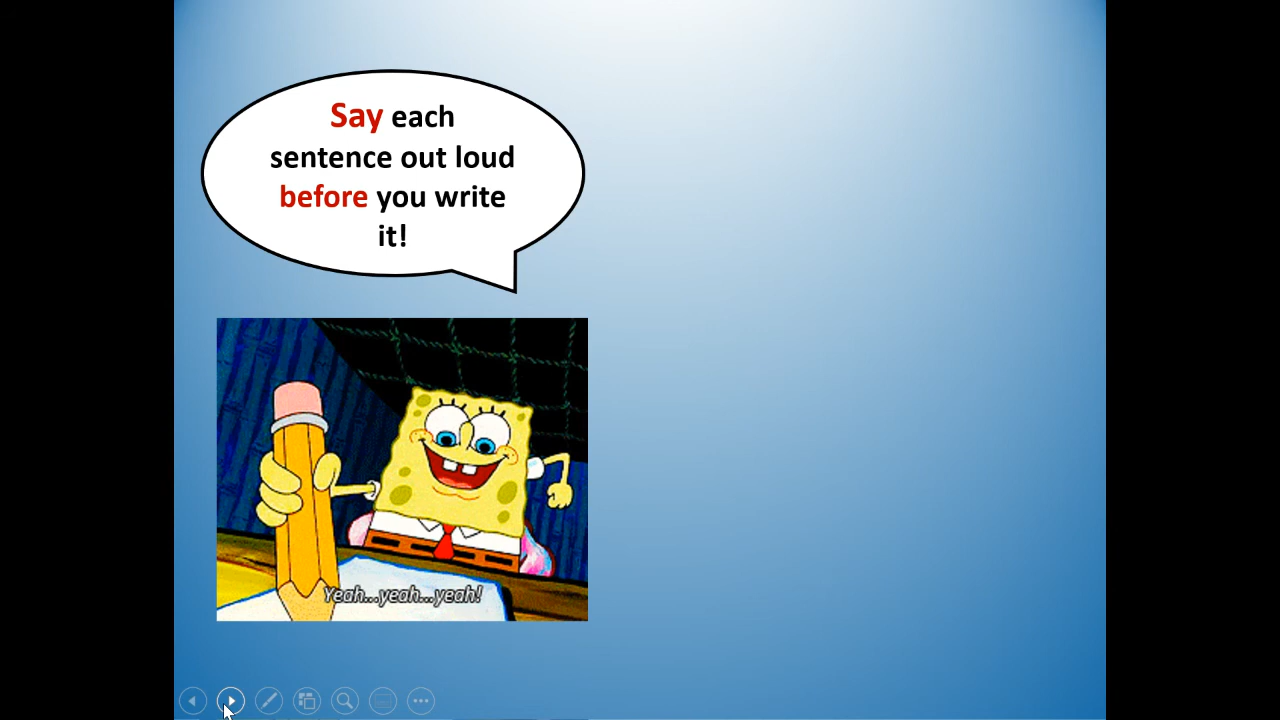 Say each
sentence out loud
before you write
it!
Yeah...yeah...yeah!